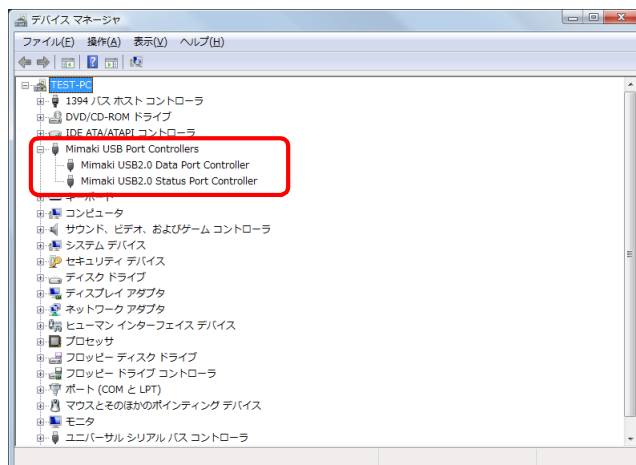 デバイス マネージャ
ファイル(F) 操作(A) 表示(V) ヘルプ(H)
TEST-PC
1394 バス ホスト コントローラ
DVD/CD-ROM ドライブ
IDE ATA/ATAPI コントローラ
Mimaki USB Port Controllers
Mimaki USB2.0 Data Port Controller
Mimaki USB2.0 Status Port Controller
キーボード
コンピュータ
サウンド、ビデオ、およびゲーム コントローラ
システム デバイス
セキュリティ デバイス
ディスク ドライブ
ディスプレイ アダプタ
ネットワーク アダプタ
ヒューマン インターフェイス デバイス
プロセッサ
フロッピー ディスク ドライブ
フロッピー ドライブ コントローラ
ポート (COM と LPT)
マウスとそのほかのポインティング デバイス
モニタ
ユニバーサル シリアル バス コントローラ